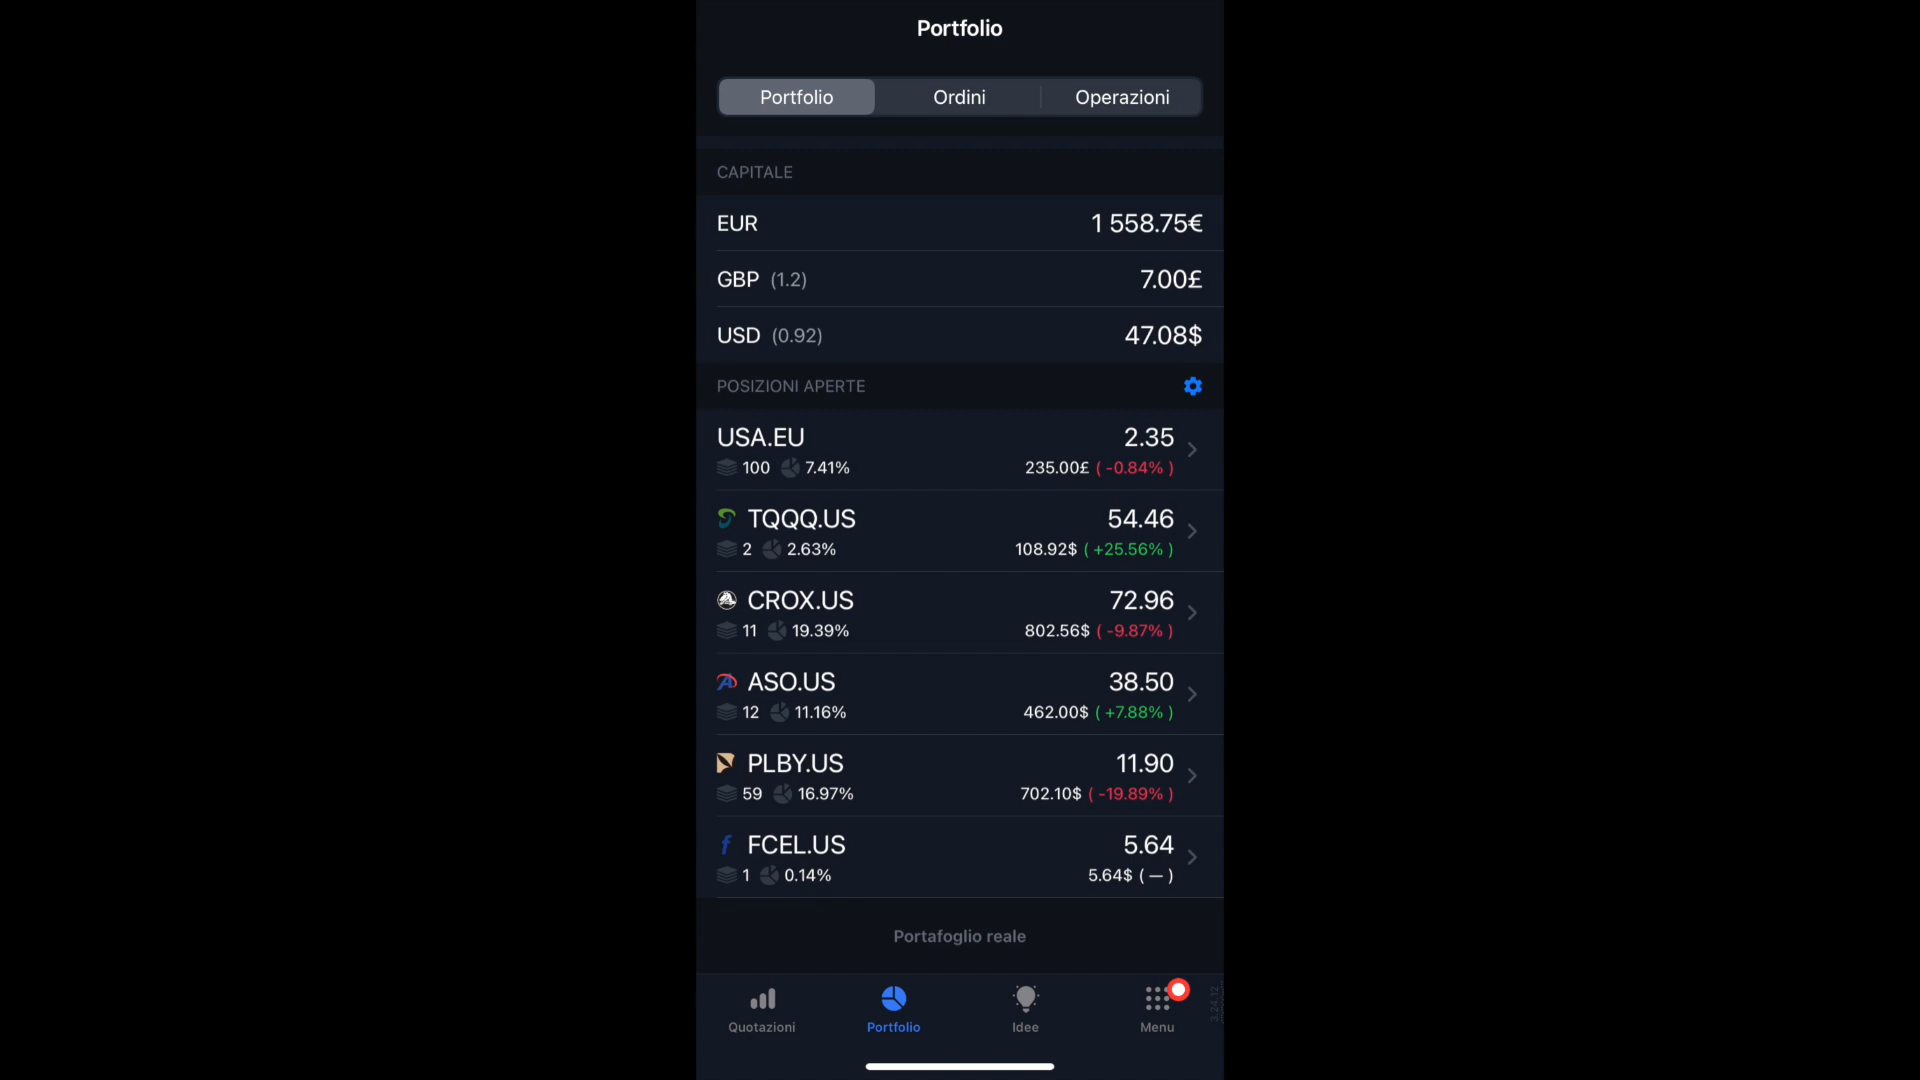 Portfolio
Portfolio Ordini Operazioni
CAPITALE
EUR 1 558.75€
GBP (1.2) 7.00£
USD (0.92) 47.08$
POSIZIONI APERTE
USA.EU 2.35
100 7.41% 235.00£ ( -0.84% )
TQQQ.US 54.46
2 2.63% 108.92$ ( +25.56% )
CROX.US 72.96
11 19.39% 802.56$ ( -9.87% )
ASO.US 38.50
12 11.16% 462.00$ ( +7.88% )
PLBY.US 11.90
59 16.97% 702.10$ ( -19.89% )
FCEL.US 5.64
1 0.14% 5.64$ ( — )
Portafoglio reale
Quotazioni Portfolio Idee Menu
3.24.12